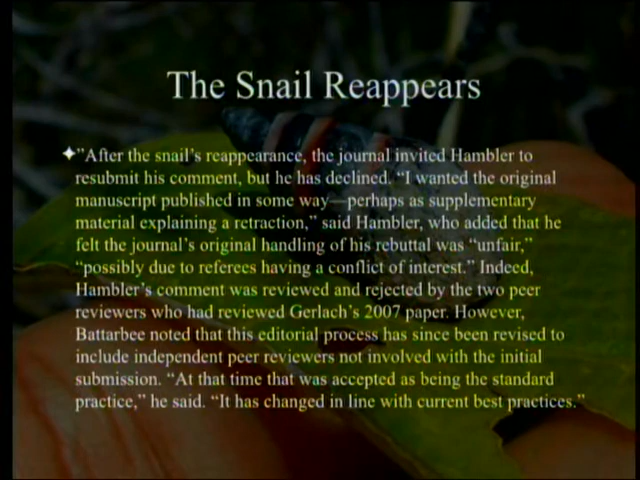 The Snail Reappears
✦”After the snail’s reappearance, the journal invited Hambler to
resubmit his comment, but he has declined. “I wanted the original
manuscript published in some way—perhaps as supplementary
material explaining a retraction,” said Hambler, who added that he
felt the journal’s original handling of his rebuttal was “unfair,”
“possibly due to referees having a conflict of interest.” Indeed,
Hambler’s comment was reviewed and rejected by the two peer
reviewers who had reviewed Gerlach’s 2007 paper. However,
Battarbee noted that this editorial process has since been revised to
include independent peer reviewers not involved with the initial
submission. “At that time that was accepted as being the standard
practice,” he said. “It has changed in line with current best practices.”